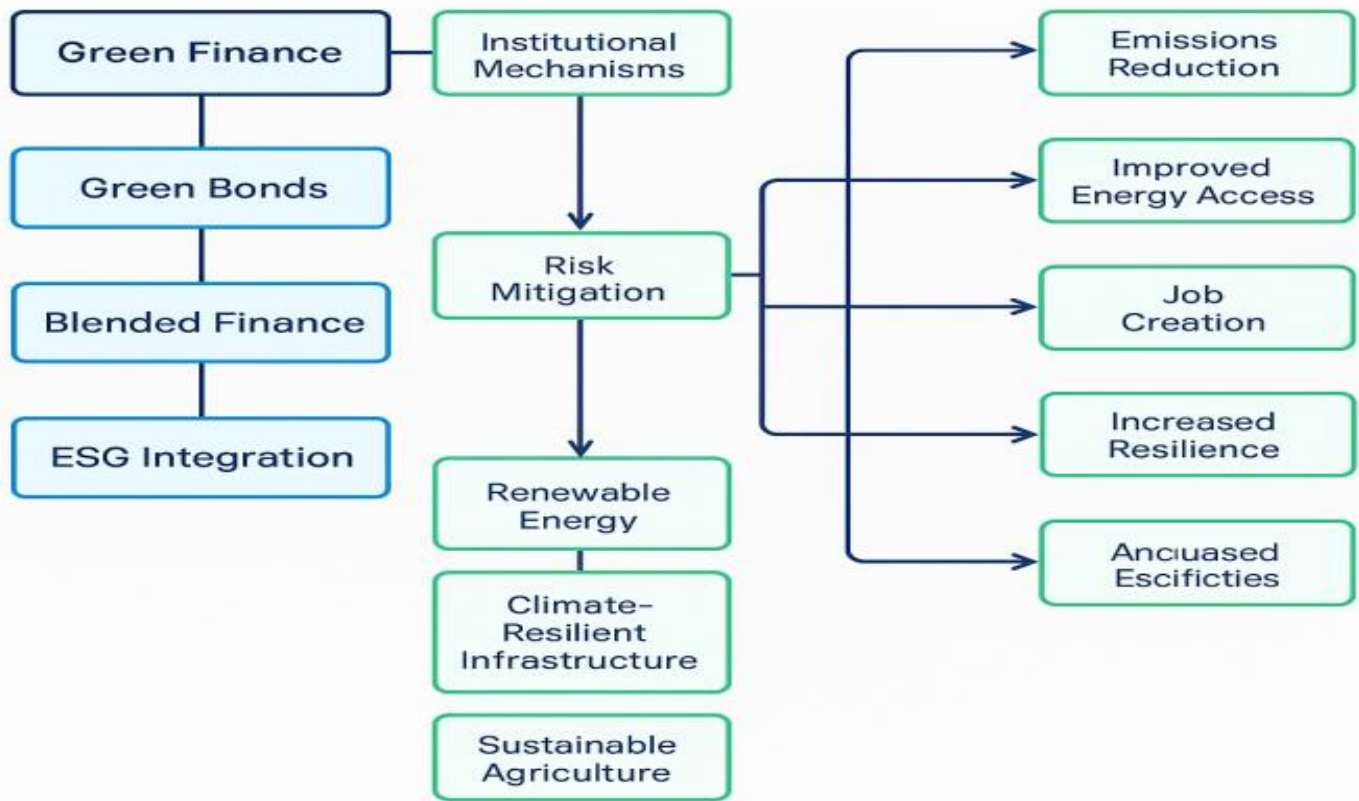 Green Finance
Green Bonds
Blended Finance
ESG Integration
Institutional
Mechanisms
Risk
Mitigation
Renewable
Energy
Climate-
Resilient
Infrastructure
Sustainable
Agriculture
Emissions
Reduction
Improved
Energy Access
Job
Creation
Increased
Resilience
Ancuased
Escificties